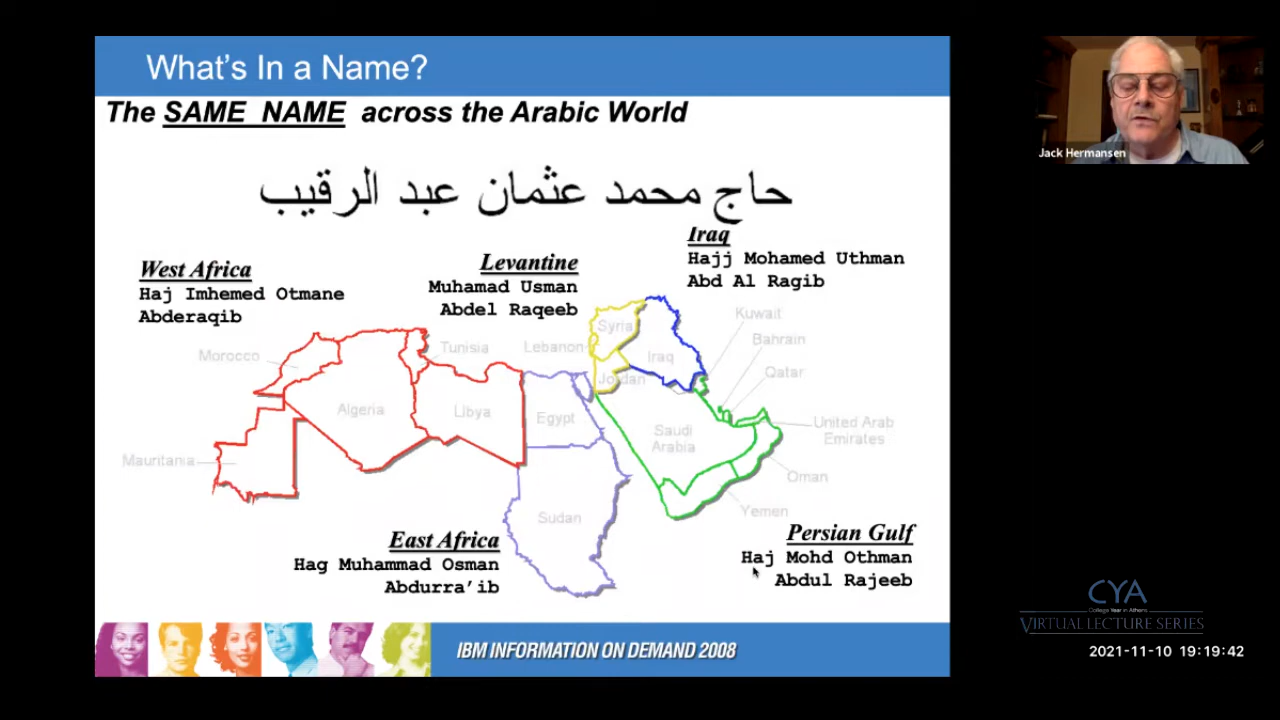 What's In a Name?
The SAME NAME across the Arabic World
حاج محمد عثمان عبد الرقيب
West Africa
Haj Imhemed Otmane
Abderaqib
Levantine
Muhamad Usman
Abdel Raqeeb
Iraq
Hajj Mohamed Uthman
Abd Al Ragib
Morocco
Tunisia
Lebanon
Syria
Iraq
Kuwait
Bahrain
Qatar
Jordan
Algeria
Libya
Egypt
Saudi
Arabia
United Arab
Emirates
Mauritania
Oman
Yemen
Sudan
East Africa
Hag Muhammad Osman
Abdurra'ib
Persian Gulf
Haj Mohd Othman
Abdul Rajeeb
IBM INFORMATION ON DEMAND 2008
Jack Hermansen
CYA
College Year in Athens
VIRTUAL LECTURE SERIES
2021-11-10 19:19:42